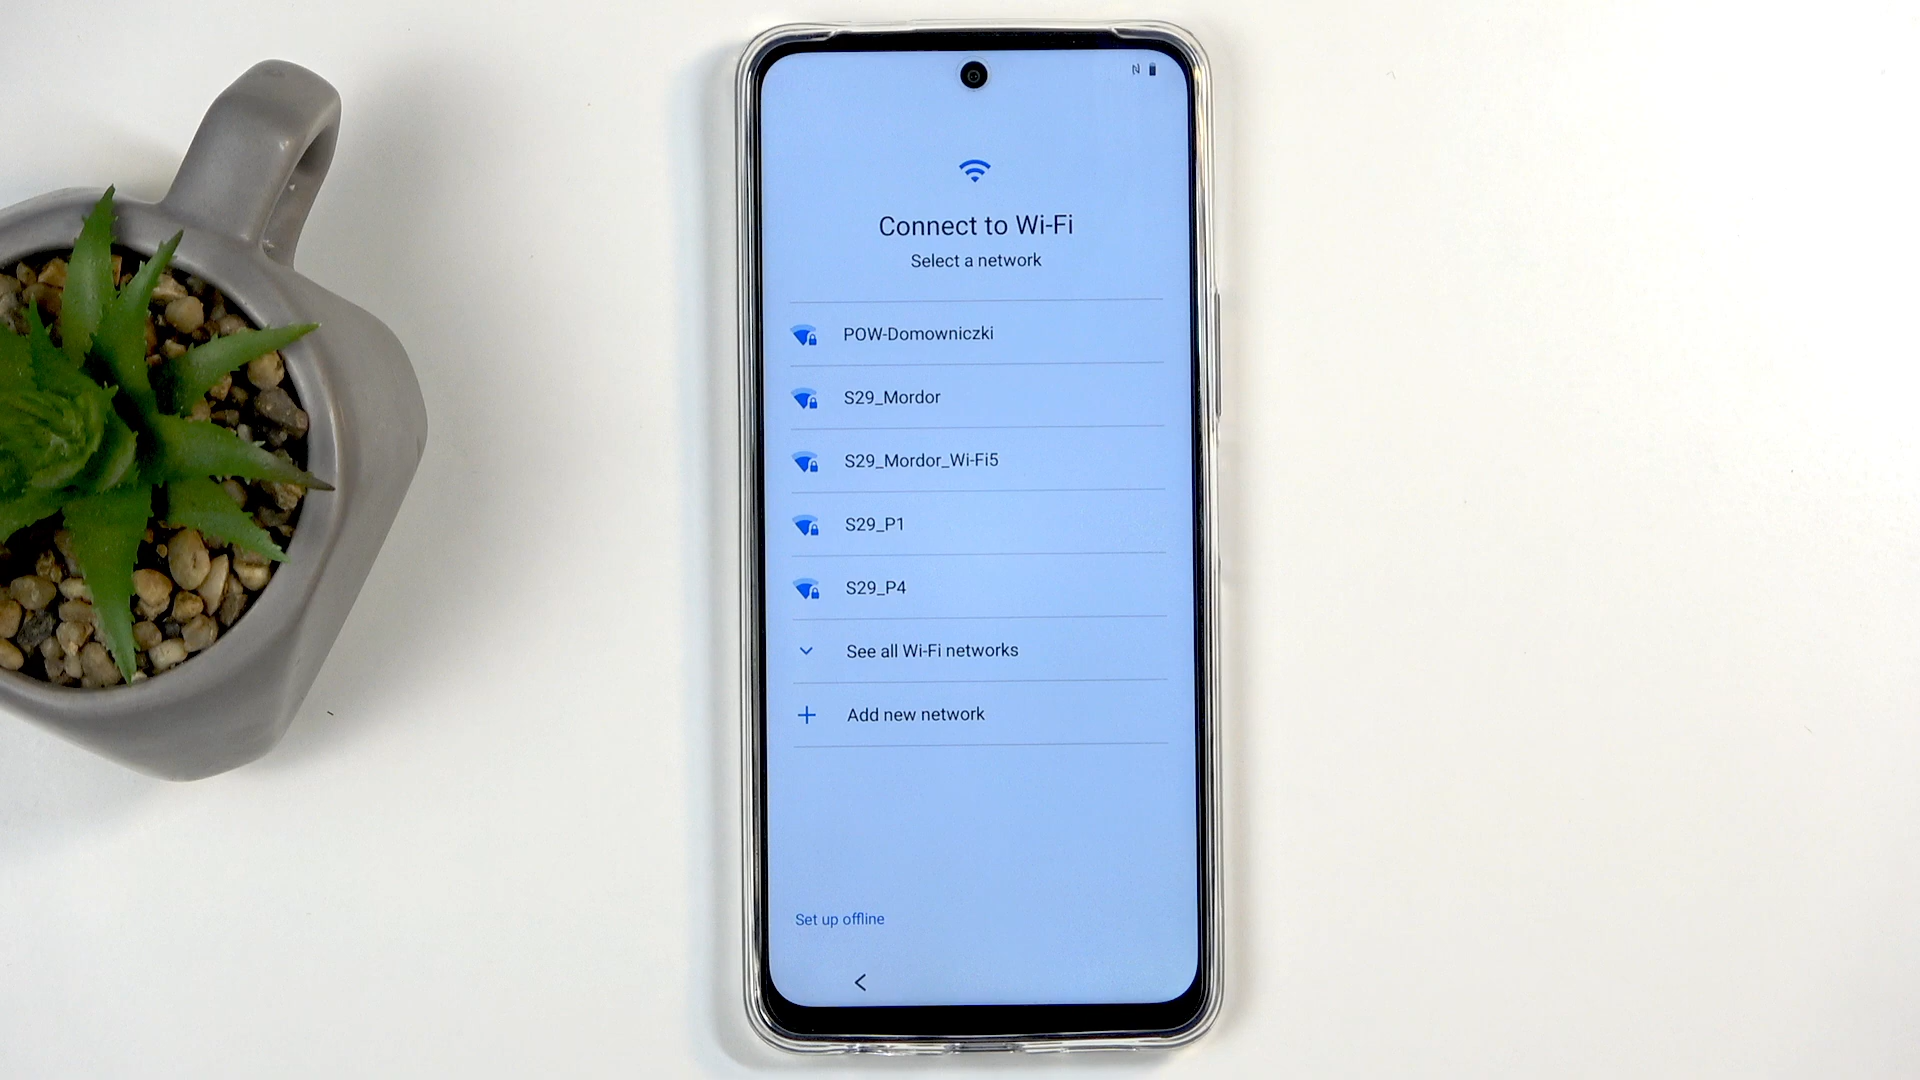 Connect to Wi-Fi
Select a network
POW-Domowniczki
S29_Mordor
S29_Mordor_Wi-Fi5
S29_P1
S29_P4
See all Wi-Fi networks
Add new network
Set up offline